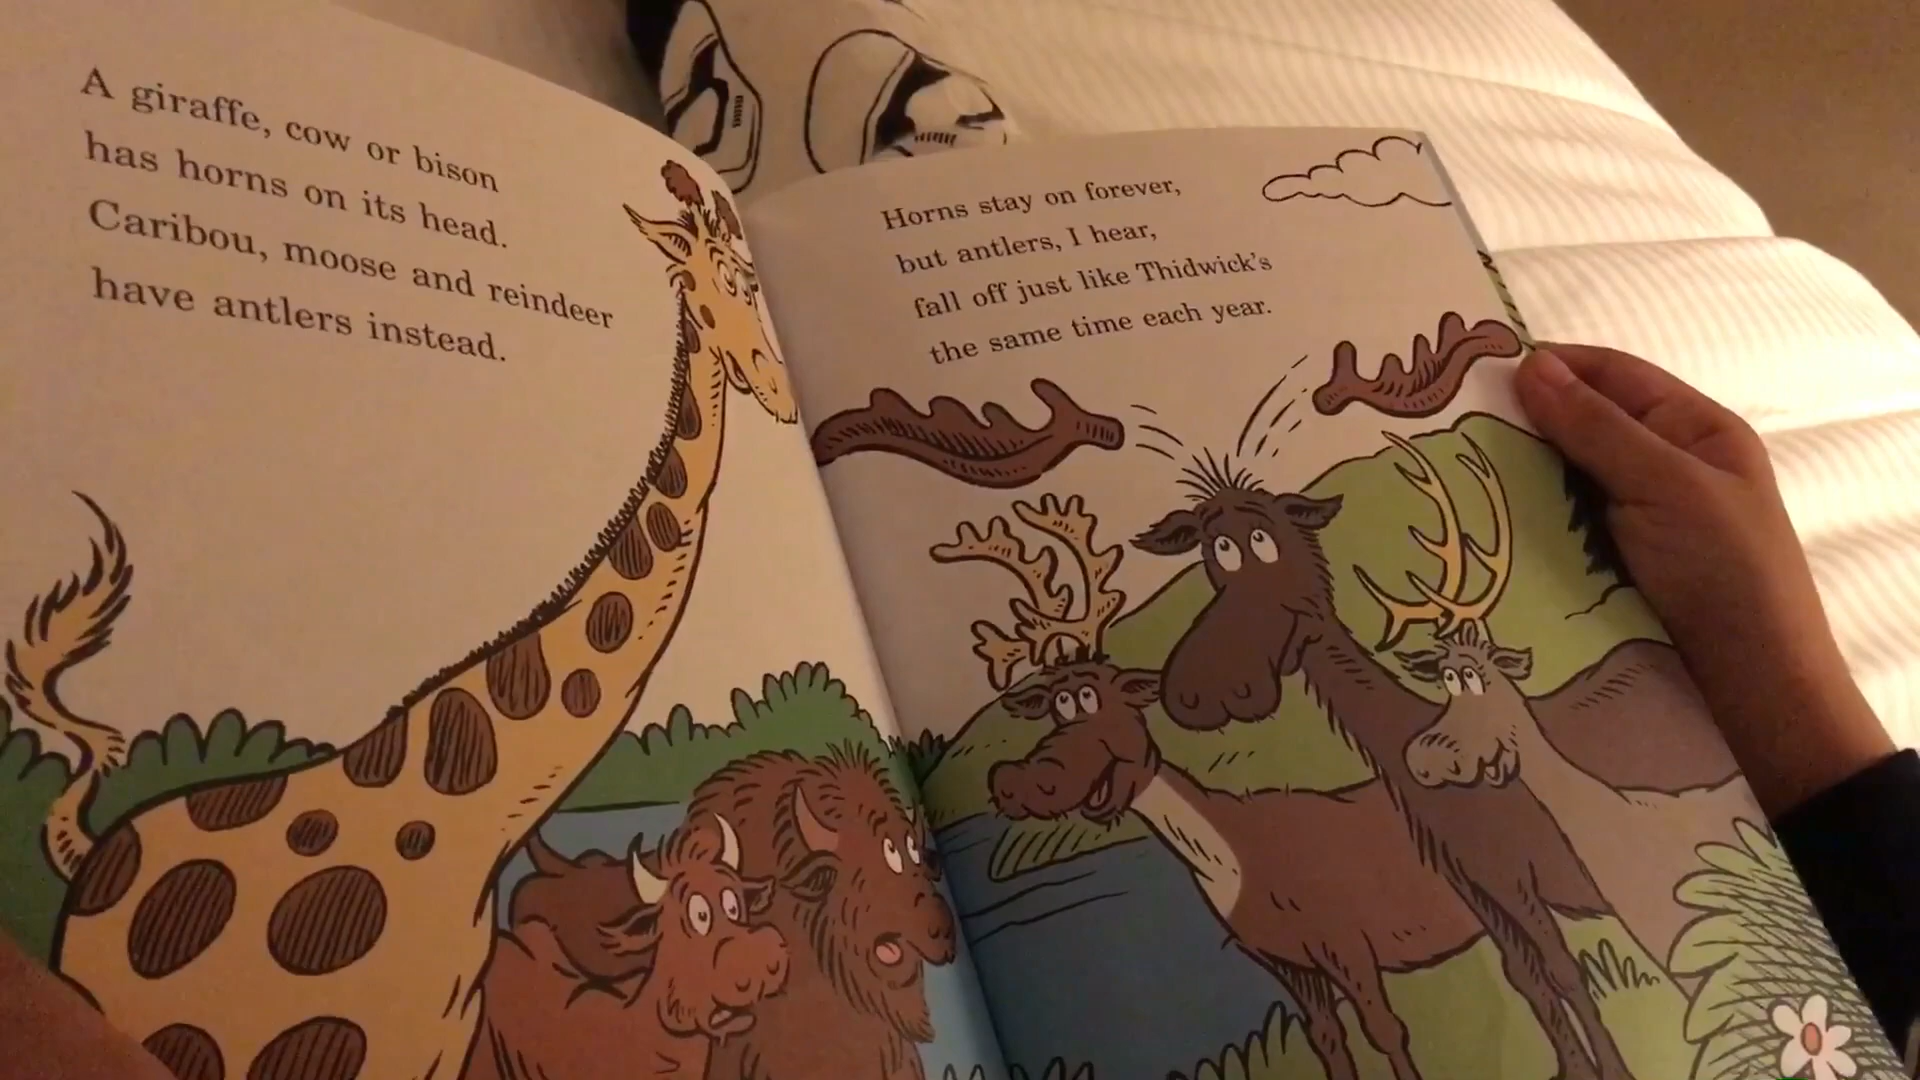 A giraffe, cow or bison
has horns on its head.
Caribou, moose and reindeer
have antlers instead.
Horns stay on forever,
but antlers, I hear,
fall off just like Thidwick's
the same time each year.